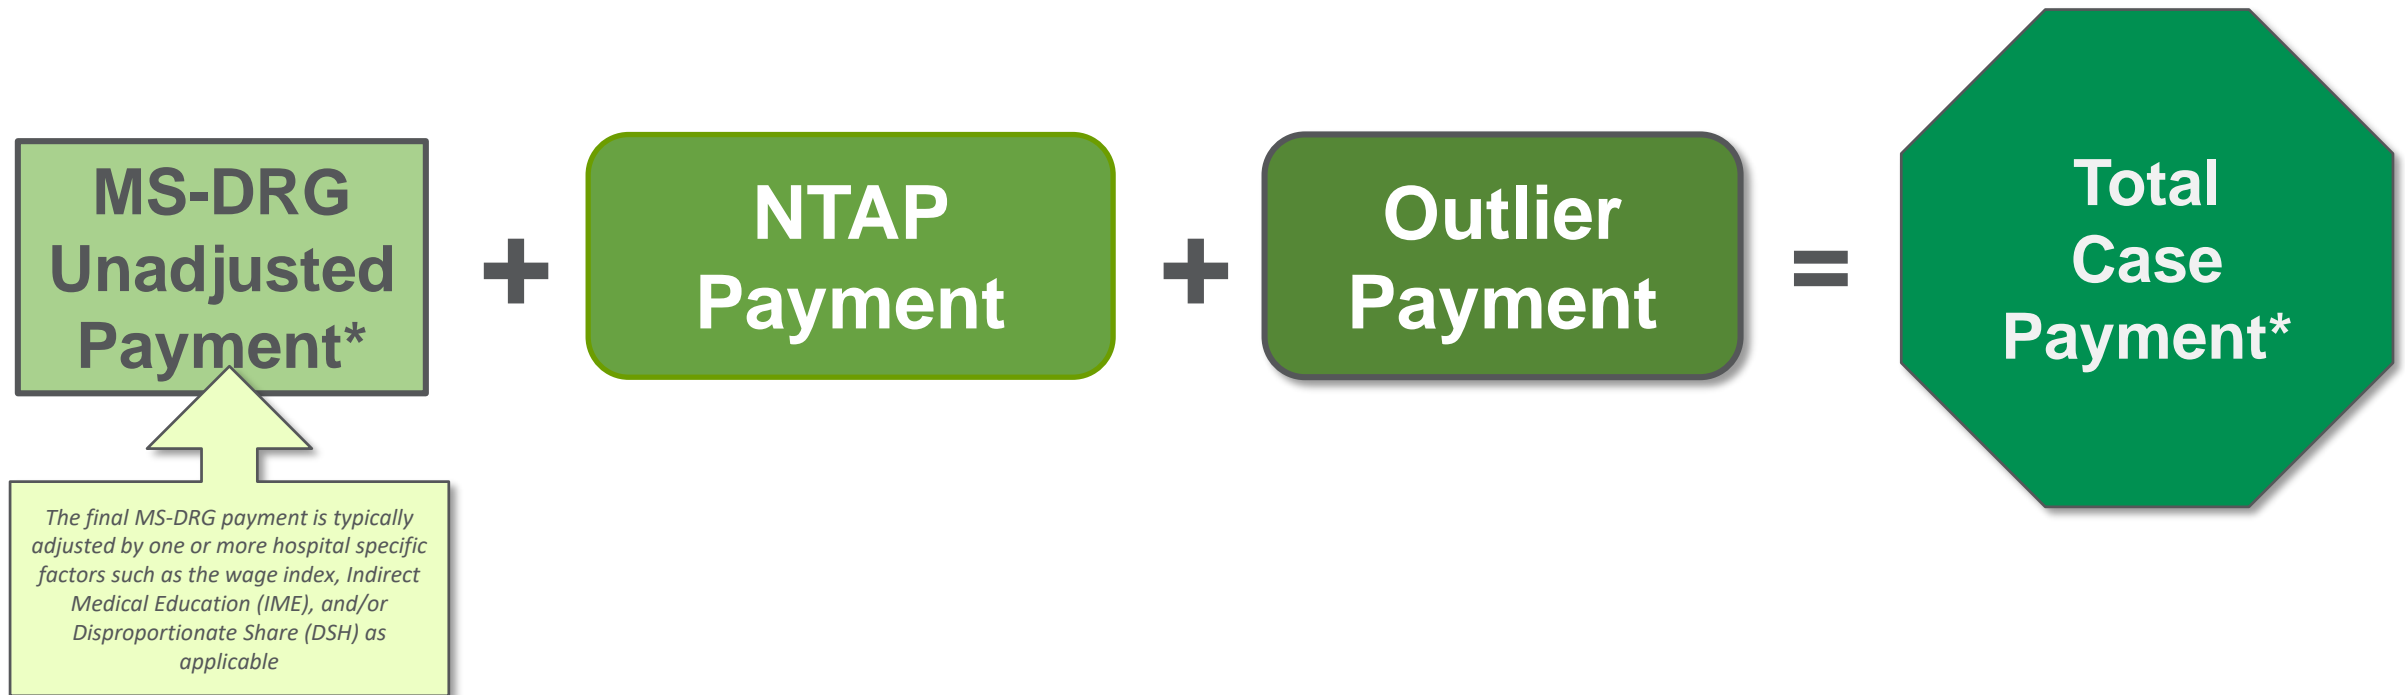 MS-DRG
Unadjusted
Payment*
+
NTAP
Payment
+
Outlier
Payment
=
Total
Case
Payment*
The final MS-DRG payment is typically
adjusted by one or more hospital specific
factors such as the wage index, Indirect
Medical Education (IME), and/or
Disproportionate Share (DSH) as
applicable